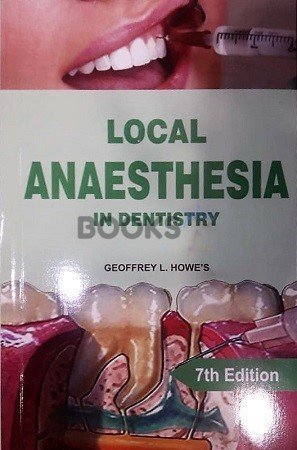 LOCAL
ANAESTHESIA
IN DENTISTRY
BOOKS
GEOFFREY L. HOWE'S
7th Edition